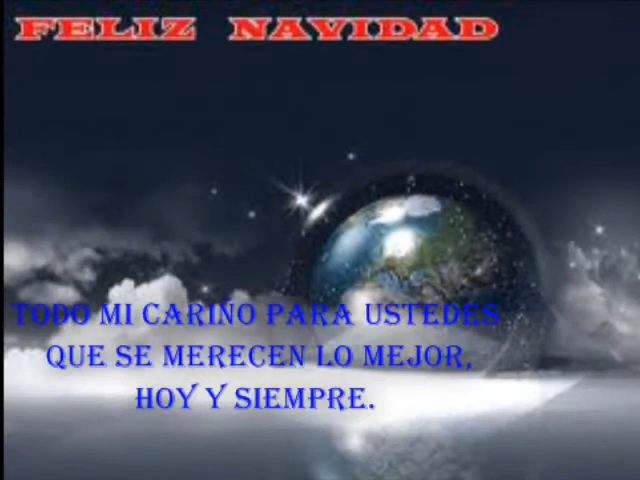 FELIZ NAVIDAD
TODO MI CARIÑO PARA USTEDES
QUE SE MERECEN LO MEJOR,
HOY Y SIEMPRE.